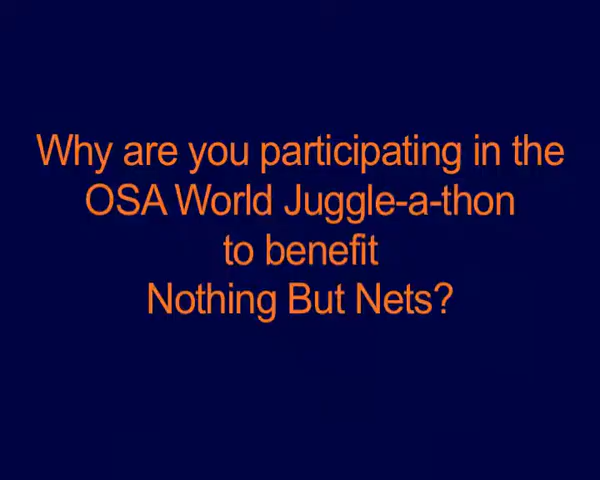 Why are you participating in the
OSA World Juggle-a-thon
to benefit
Nothing But Nets?